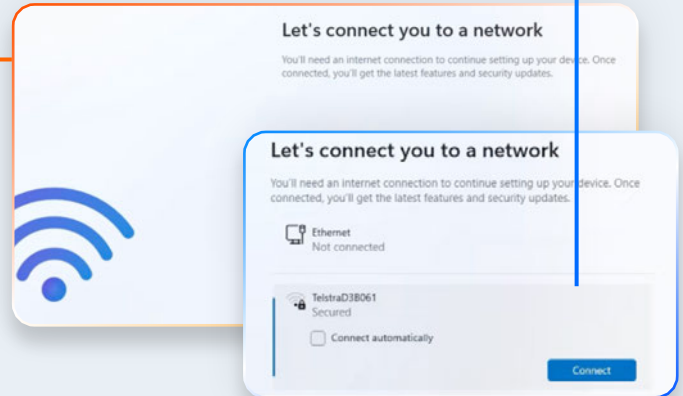 Let's connect you to a network
You'll need an internet connection to continue setting up your device. Once
connected, you'll get the latest features and security updates.
Let's connect you to a network
You'll need an internet connection to continue setting up your device. Once
connected, you'll get the latest features and security updates.
Ethernet
Not connected
TelstraD3B061
Secured
Connect automatically
Connect